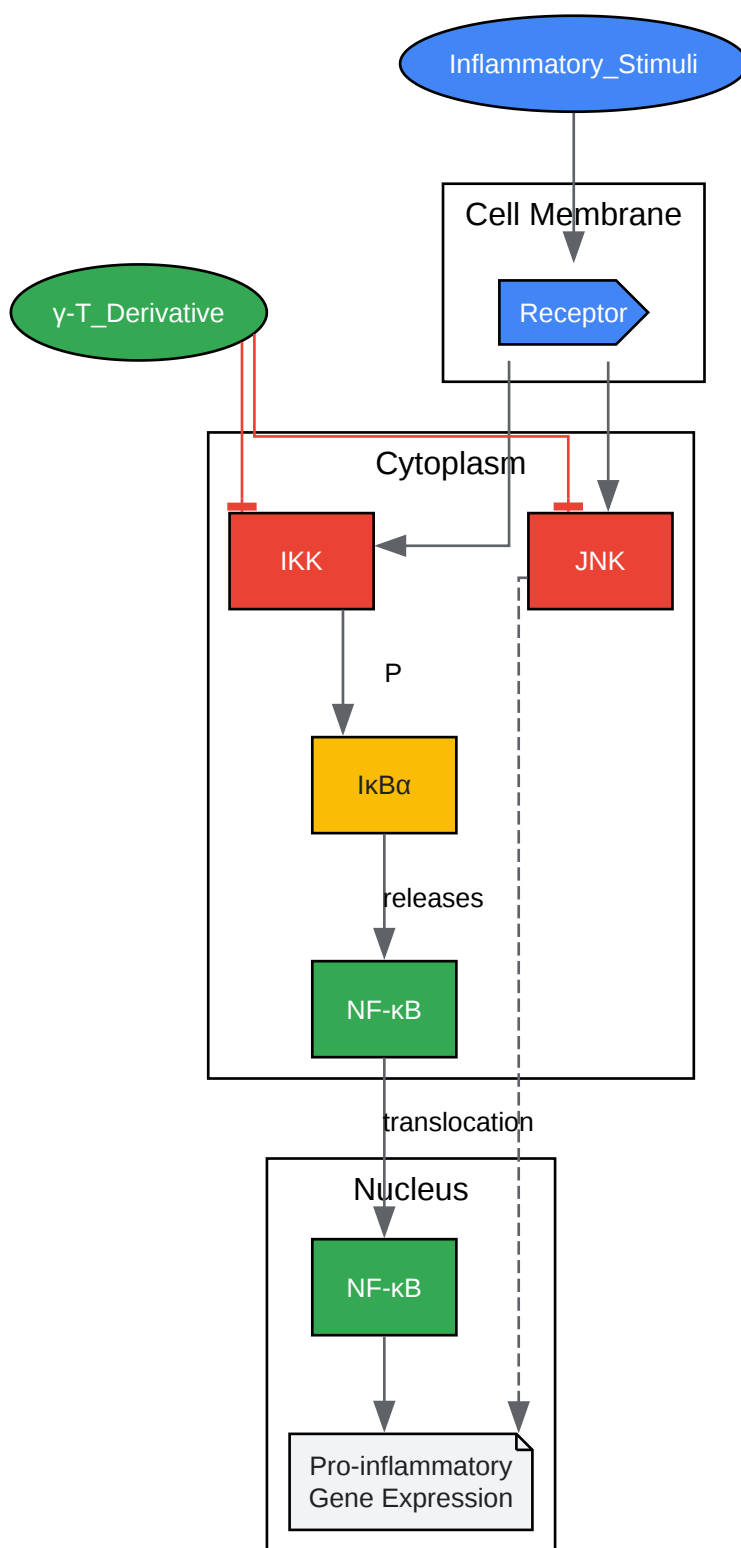 Inflammatory_Stimuli
Cell Membrane
Receptor
γ-T_Derivative
Cytoplasm
IKK
JNK
P
IκBα
releases
NF-κB
translocation
Nucleus
NF-κB
Pro-inflammatory
Gene Expression